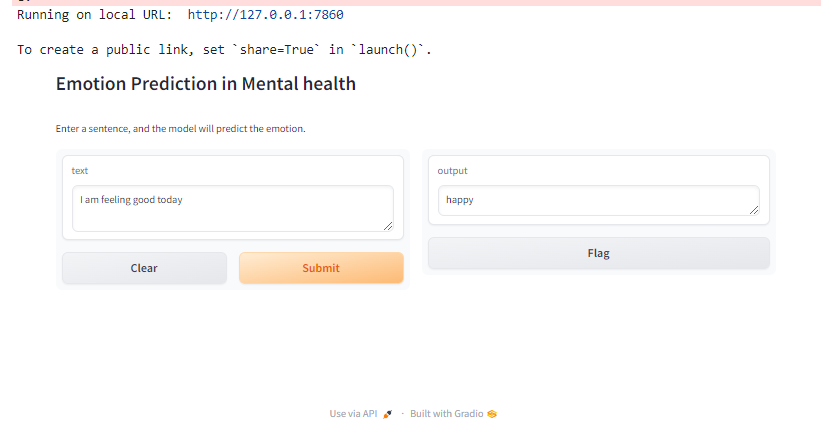 Running on local URL:  http://127.0.0.1:7860
To create a public link, set `share=True` in `launch()`.
Emotion Prediction in Mental health
Enter a sentence, and the model will predict the emotion.
text
I am feeling good today
Clear
Submit
output
happy
Flag
Use via API · Built with Gradio